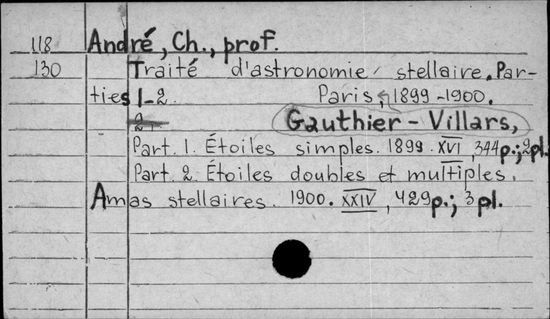 118 André, Ch., prof.
130 Traité d'astronomie stellaire. Par-
ties 1-2. Paris, 1899-1900.
2 Gauthier-Villars,
Part. 1. Étoiles simples. 1899. XVI, 344p.; 2pl.
Part. 2. Étoiles doubles et multiples.
Amas stellaires. 1900. XXIV, 429p.; 3pl.